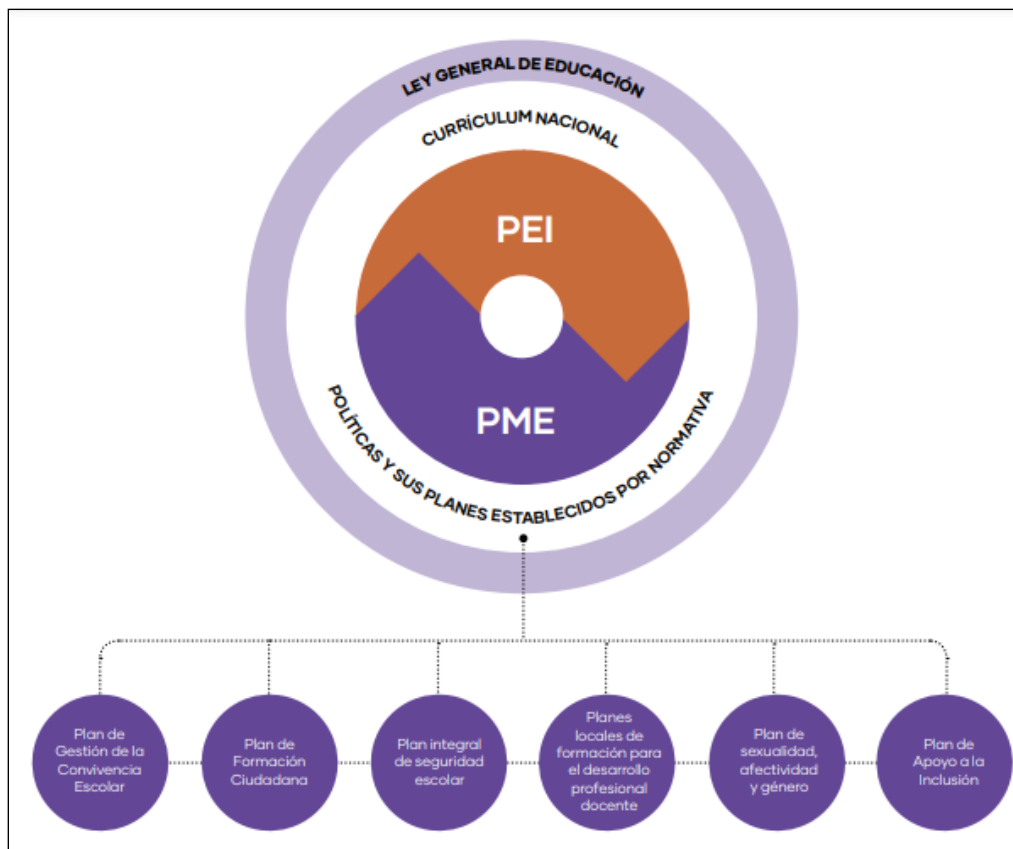 LEY GENERAL DE EDUCACIÓN
CURRÍCULUM NACIONAL
PEI
PME
POLÍTICAS Y SUS PLANES ESTABLECIDOS POR NORMATIVA
Plan de
Gestión de la
Convivencia
Escolar
Plan de
Formación
Ciudadana
Plan integral
de seguridad
escolar
Planes
locales de
formación para
el desarrollo
profesional
docente
Plan de
sexualidad,
afectividad
y género
Plan de
Apoyo a la
Inclusión